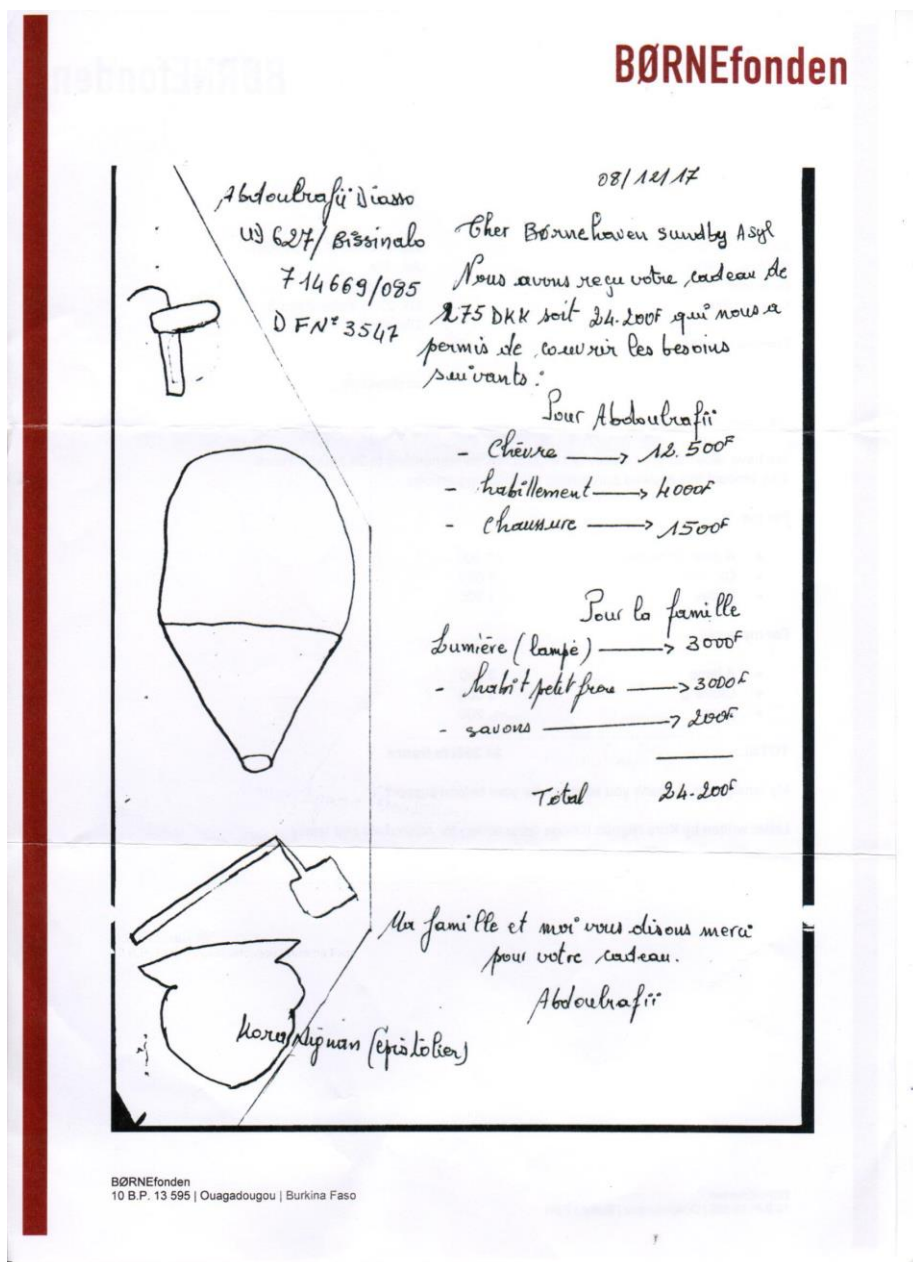 BØRNEfonden
08/12/17
Abdoulrafii Diasso
UD 627/ Bissinalo
714669/085
DFN° 3547
Cher Børnehaven sundby Asyl
Nous avons reçu votre cadeau de
275 DKK soit 24.200F qui nous a
permis de couvrir les besoins
suivants :
Pour Abdoulrafii
- Chèvre → 12.500F
- habillement → 4000F
- chaussure → 1500F
Pour la famille
Lumière (lampe) → 3000F
- habit petit frere → 3000F
- savons → 200F
Total 24.200F
Ma famille et moi vous disons merci
pour votre cadeau.
Abdoulrafii
Nignan (épistolier)
BØRNEfonden
10 B.P. 13 595 | Ouagadougou | Burkina Faso